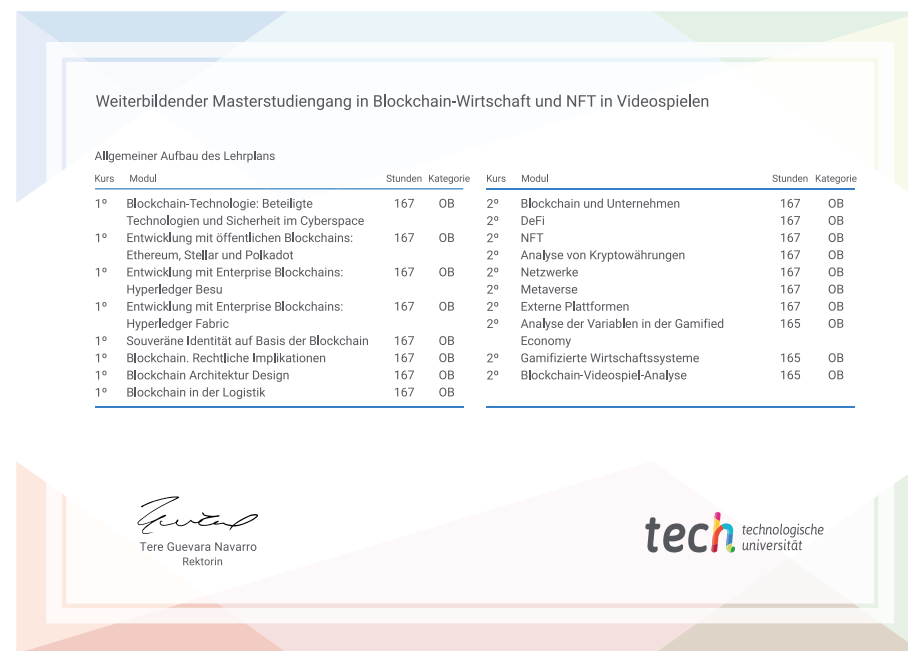 Weiterbildender Masterstudiengang in Blockchain-Wirtschaft und NFT in Videospielen
Allgemeiner Aufbau des Lehrplans
Kurs Modul Stunden Kategorie
1º Blockchain-Technologie: Beteiligte 167 OB
Technologien und Sicherheit im Cyberspace
1º Entwicklung mit öffentlichen Blockchains: 167 OB
Ethereum, Stellar und Polkadot
1º Entwicklung mit Enterprise Blockchains: 167 OB
Hyperledger Besu
1º Entwicklung mit Enterprise Blockchains: 167 OB
Hyperledger Fabric
1º Souveräne Identität auf Basis der Blockchain 167 OB
1º Blockchain. Rechtliche Implikationen 167 OB
1º Blockchain Architektur Design 167 OB
1º Blockchain in der Logistik 167 OB
Kurs Modul Stunden Kategorie
2º Blockchain und Unternehmen 167 OB
2º DeFi 167 OB
2º NFT 167 OB
2º Analyse von Kryptowährungen 167 OB
2º Netzwerke 167 OB
2º Metaverse 167 OB
2º Externe Plattformen 167 OB
2º Analyse der Variablen in der Gamified 165 OB
Economy
2º Gamifizierte Wirtschaftssysteme 165 OB
2º Blockchain-Videospiel-Analyse 165 OB
Tere Guevara Navarro
Rektorin
tech technologische
universität